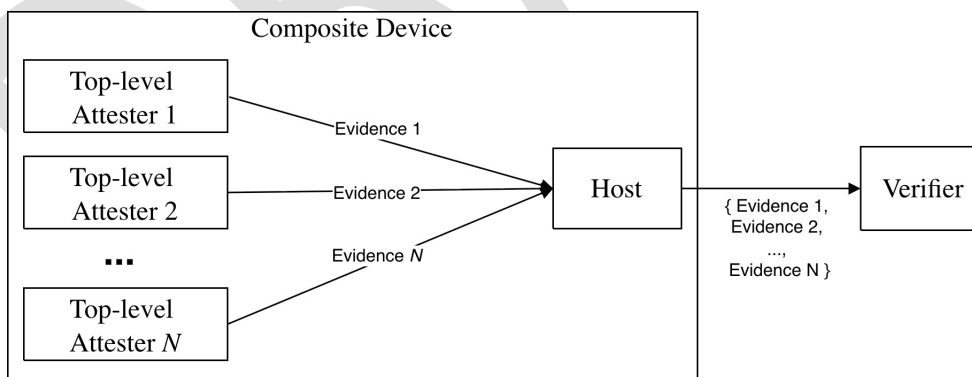 Composite Device
Top-level
Attester 1
Evidence 1
Top-level
Attester 2
Evidence 2
...
Evidence N
Top-level
Attester N
Host
{ Evidence 1,
Evidence 2,
...,
Evidence N }
Verifier